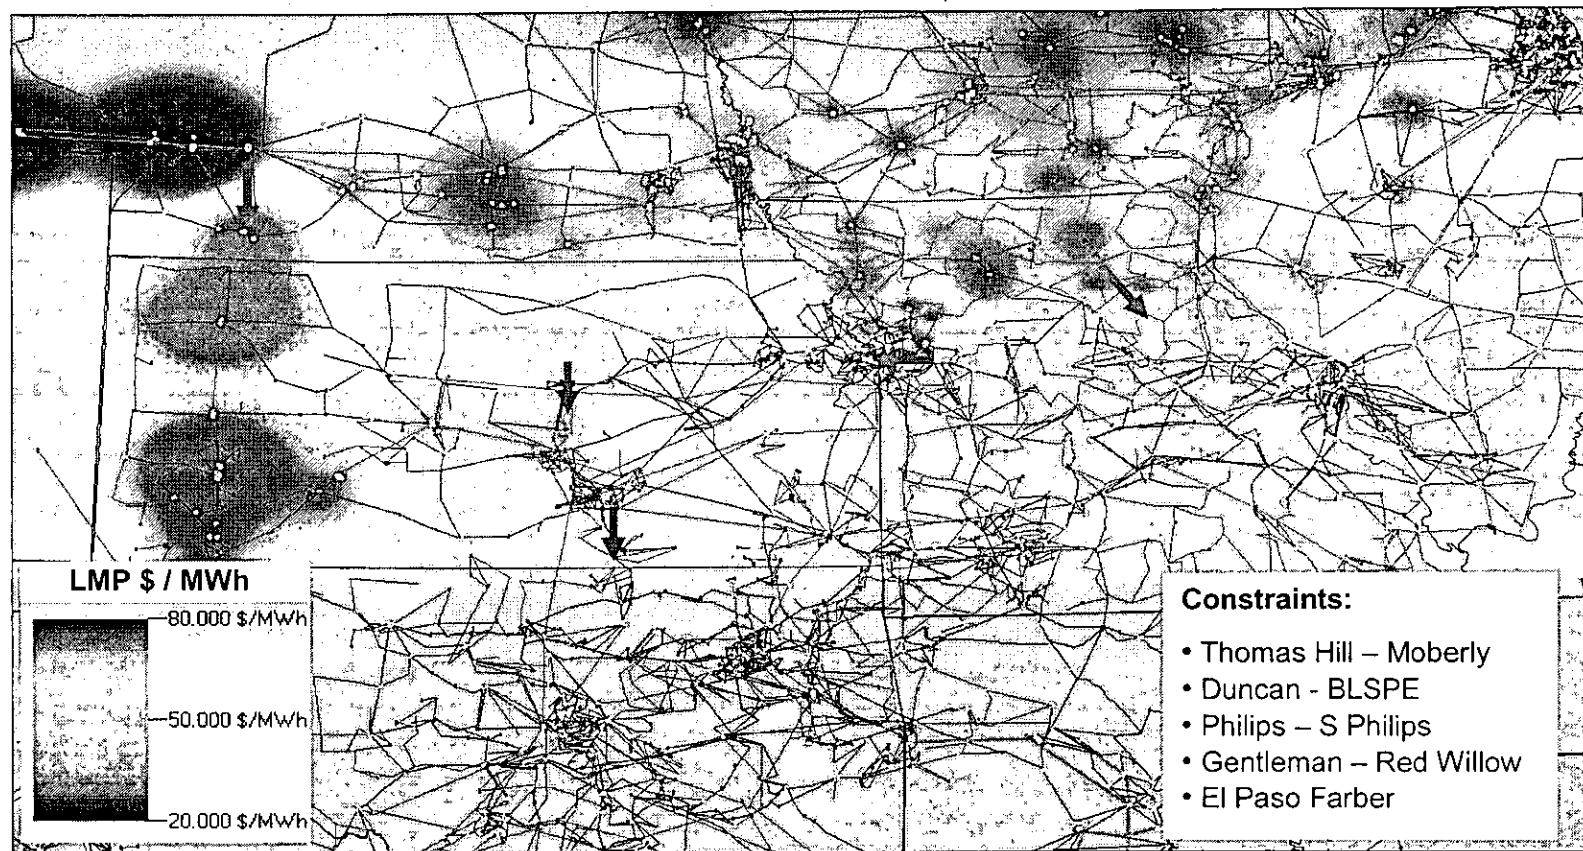 LMP $ / MWh
80.000 $/MWh
50.000 $/MWh
20.000 $/MWh
Constraints:
• Thomas Hill – Moberly
• Duncan - BLSPE
• Philips – S Philips
• Gentleman – Red Willow
• El Paso Farber